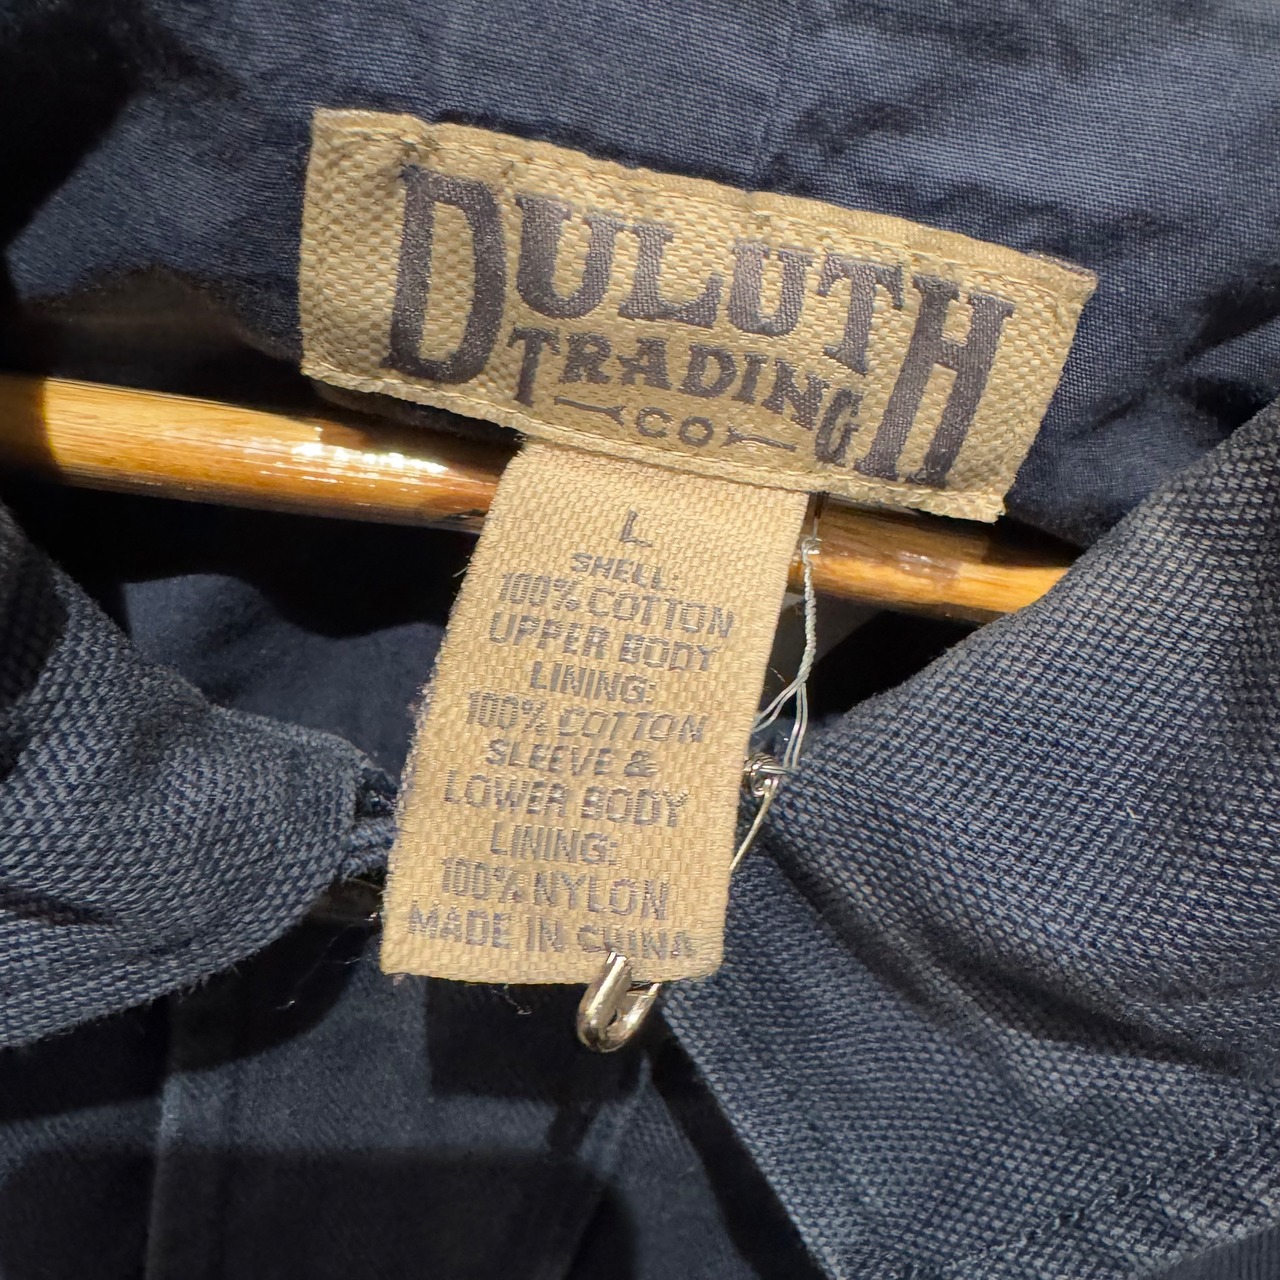 DULUTH
TRADING
CO
L
SHELL:
100% COTTON
UPPER BODY
LINING:
100% COTTON
SLEEVE &
LOWER BODY
LINING:
100% NYLON
MADE IN CHINA